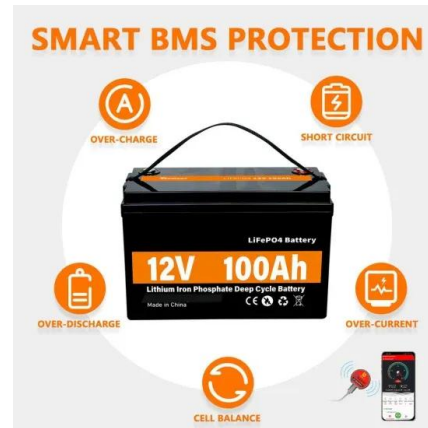 SMART BMS PROTECTION
A
OVER-CHARGE
SHORT CIRCUIT
LiFePO4 Battery
12V 100Ah
Lithium Iron Phosphate Deep Cycle Battery
Made in China
CE
OVER-DISCHARGE
OVER-CURRENT
CELL BALANCE